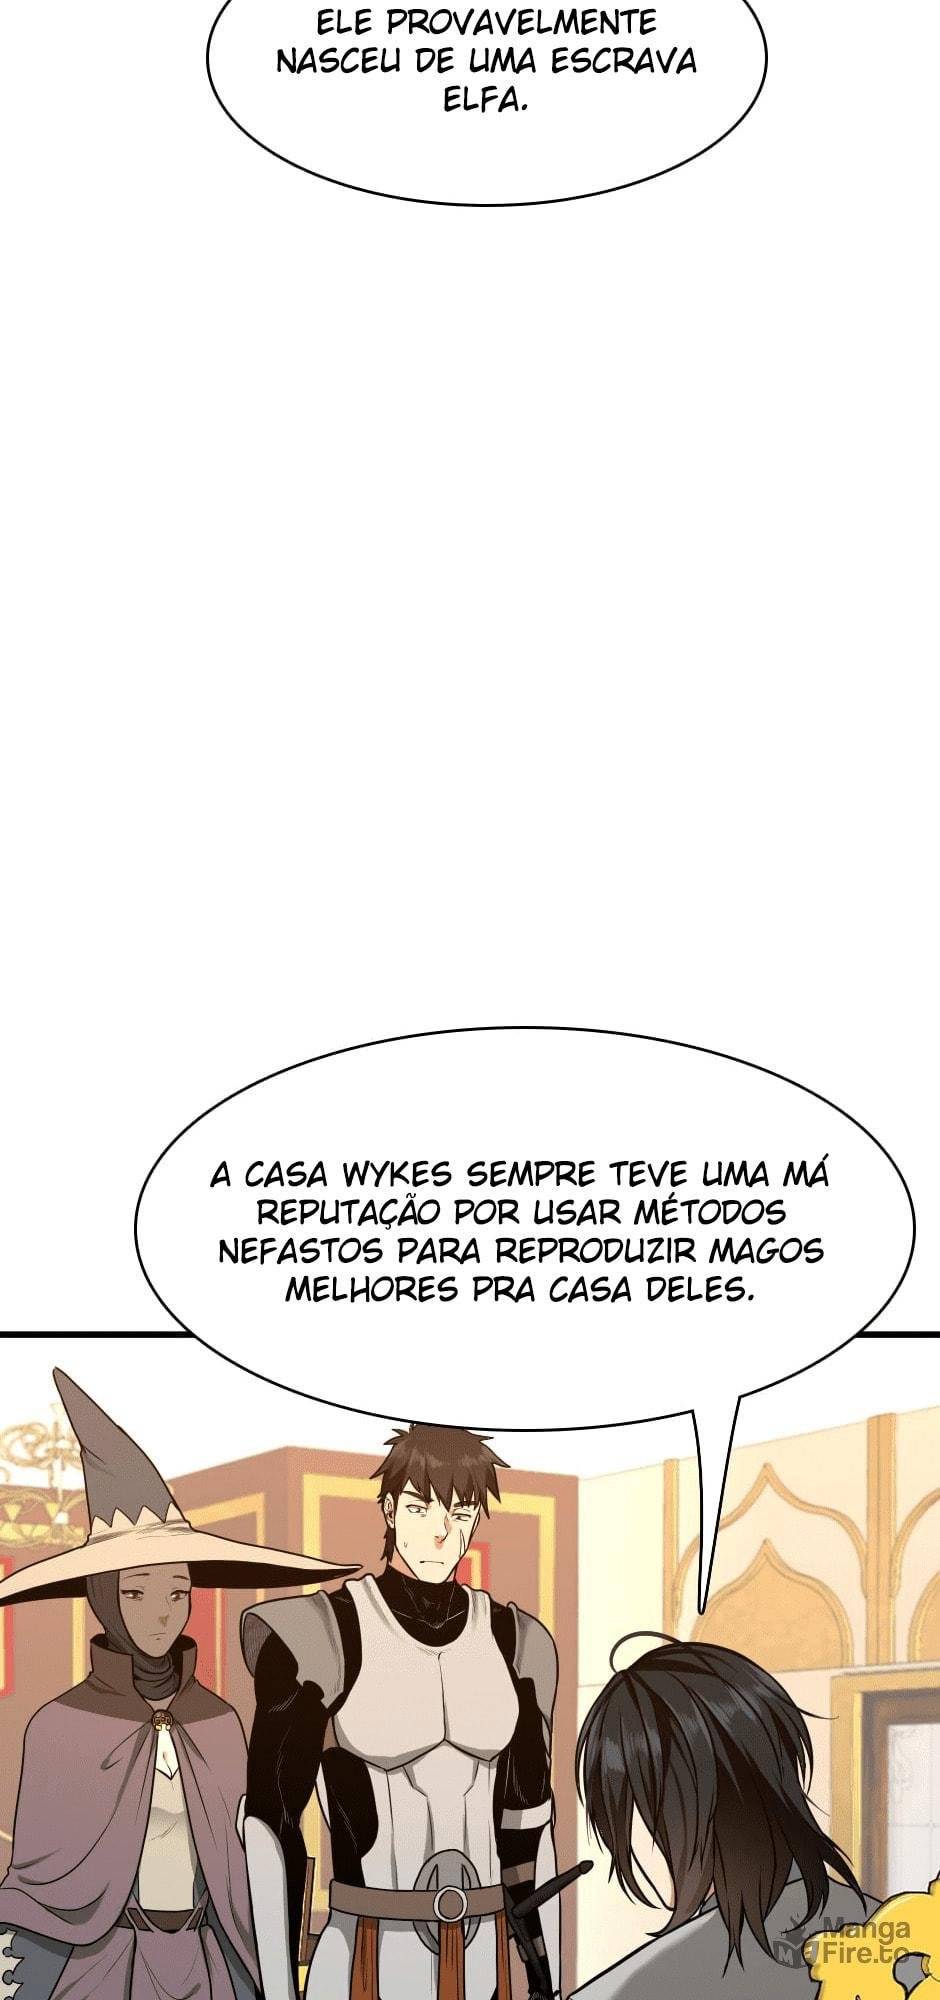 ELE PROVAVELMENTE
NASCEU DE UMA ESCRAVA
ELFA.
A CASA WYKES SEMPRE TEVE UMA MÁ
REPUTAÇÃO POR USAR MÉTODOS
NEFASTOS PARA REPRODUZIR MAGOS
MELHORES PRA CASA DELES.
Manga
Fire.to